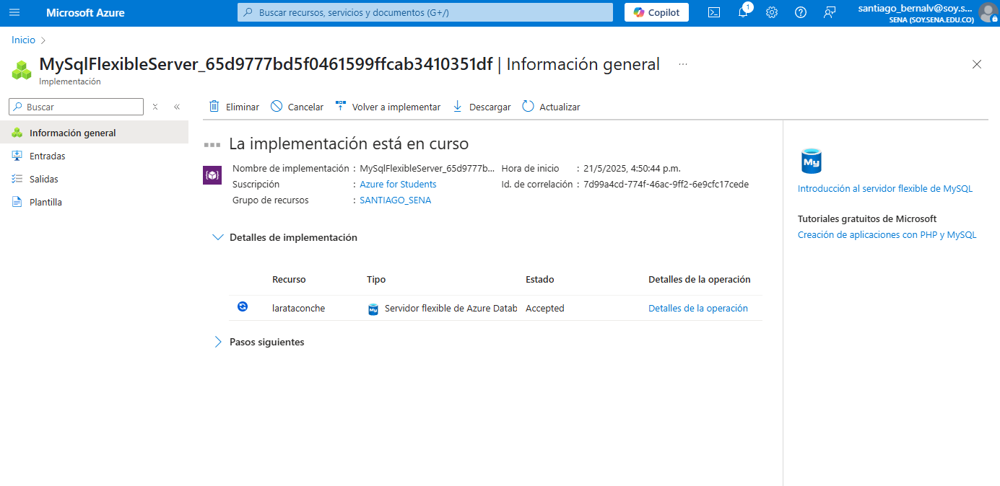 Microsoft Azure
Buscar recursos, servicios y documentos (G+/)
Copilot
1
santiago_bernalv@soy.s...
SENA (SOY.SENA.EDU.CO)
Inicio
MySqlFlexibleServer_65d9777bd5f0461599ffcab3410351df | Información general ...
Implementación
Buscar
Información general
Entradas
Salidas
Plantilla
Eliminar Cancelar Volver a implementar Descargar Actualizar
La implementación está en curso
Nombre de implementación : MySqlFlexibleServer_65d9777b... Hora de inicio : 21/5/2025, 4:50:44 p.m.
Suscripción : Azure for Students Id. de correlación : 7d99a4cd-774f-46ac-9ff2-6e9cfc17cede
Grupo de recursos : SANTIAGO_SENA
Detalles de implementación
Recurso Tipo Estado Detalles de la operación
larataconche My Servidor flexible de Azure Datab Accepted Detalles de la operación
Pasos siguientes
My
Introducción al servidor flexible de MySQL
Tutoriales gratuitos de Microsoft
Creación de aplicaciones con PHP y MySQL